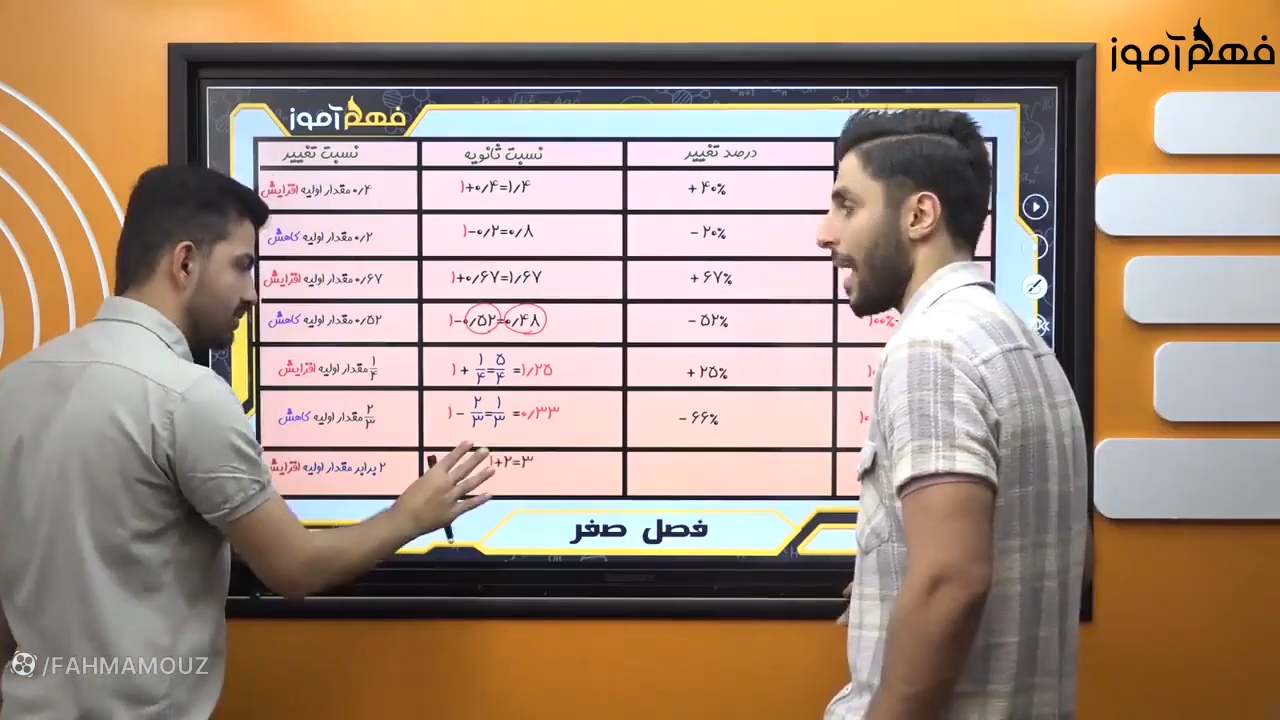 فهم آموز
فهم آموز
درصد تغییر نسبت ثانویه نسبت تغییر
+۴۰% ۱+۰/۴=۱/۴ ۰/۴ مقدار اولیه افزایش
-۲۰% ۱-۰/۲=۰/۸ ۰/۲ مقدار اولیه کاهش
+۶۷% ۱+۰/۶۷=۱/۶۷ ۰/۶۷ مقدار اولیه افزایش
۱۰۰%- -۵۲% ۱-۰/۵۲=۰/۴۸ ۰/۵۲ مقدار اولیه کاهش
+۲۵% ۱+۱/۴=۵/۴=۱/۲۵ ۱/۴ مقدار اولیه افزایش
-۶۶% ۱-۲/۳=۱/۳=۰/۳۳ ۲/۳ مقدار اولیه کاهش
۱+۲=۳ ۲ برابر مقدار اولیه افزایش
فصل صفر
/FAHMAMOUZ